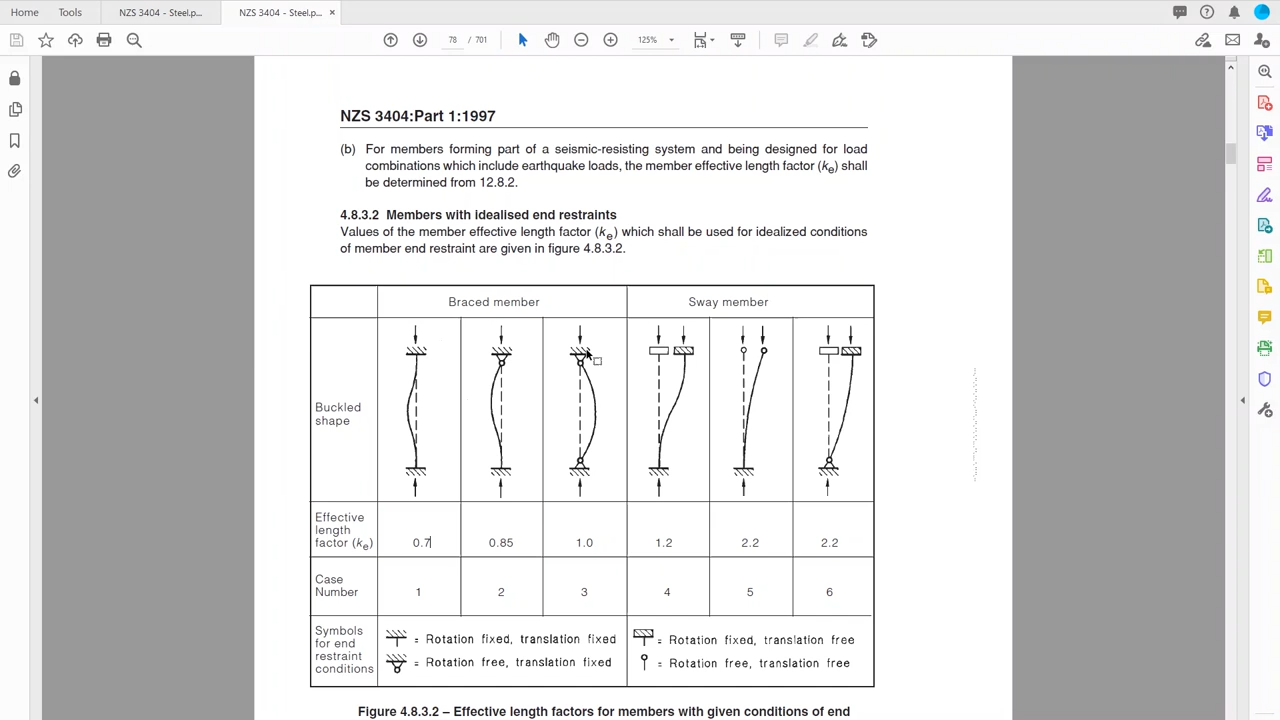 Home
Tools
NZS 3404 - Steel.p...
NZS 3404 - Steel.p...
78 / 701
125%
NZS 3404:Part 1:1997
(b) For members forming part of a seismic-resisting system and being designed for load
combinations which include earthquake loads, the member effective length factor (ke) shall
be determined from 12.8.2.
4.8.3.2 Members with idealised end restraints
Values of the member effective length factor (ke) which shall be used for idealized conditions
of member end restraint are given in figure 4.8.3.2.
Braced member
Sway member
Buckled
shape
Effective
length
factor (ke)
0.7
0.85
1.0
1.2
2.2
2.2
Case
Number
1
2
3
4
5
6
Symbols
for end
restraint
conditions
= Rotation fixed, translation fixed
= Rotation free, translation fixed
= Rotation fixed, translation free
= Rotation free, translation free
Figure 4.8.3.2 – Effective length factors for members with given conditions of end